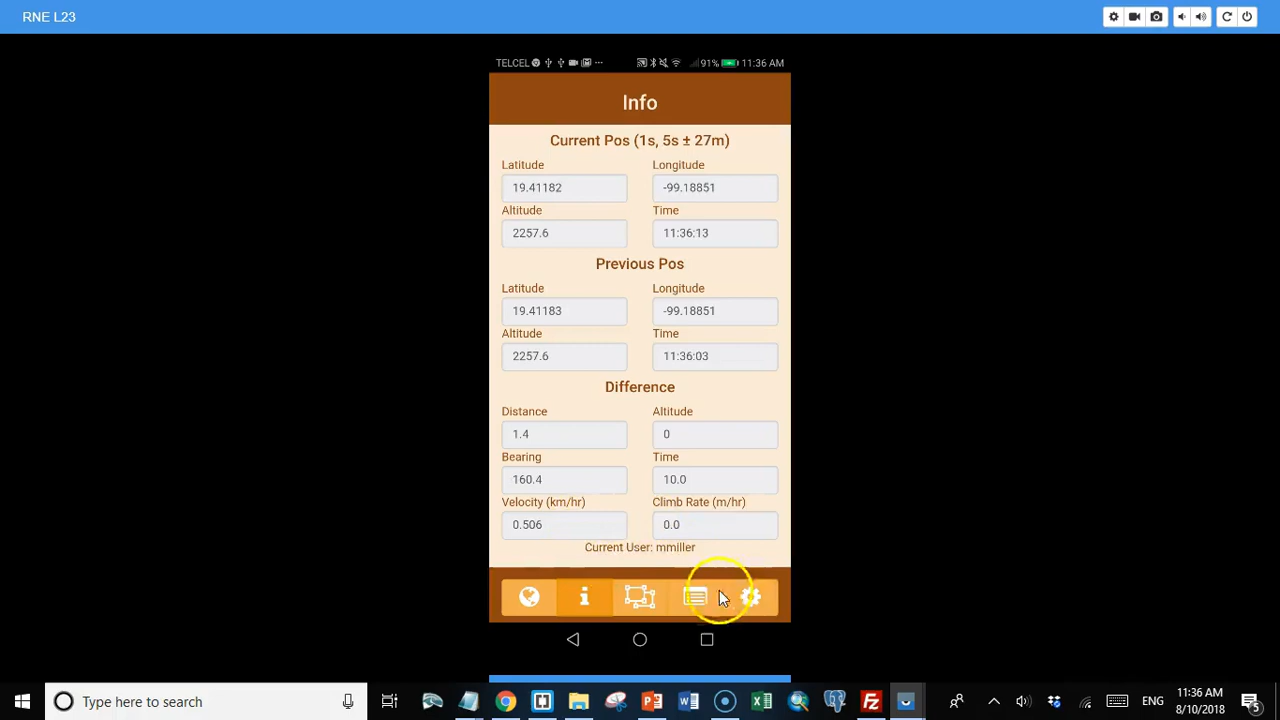 RNE L23
TELCEL ... 91% 11:36 AM
Info
Current Pos (1s, 5s ± 27m)
Latitude Longitude
19.41182 -99.18851
Altitude Time
2257.6 11:36:13
Previous Pos
Latitude Longitude
19.41183 -99.18851
Altitude Time
2257.6 11:36:03
Difference
Distance Altitude
1.4 0
Bearing Time
160.4 10.0
Velocity (km/hr) Climb Rate (m/hr)
0.506 0.0
Current User: mmiller
Type here to search
ENG 11:36 AM
8/10/2018 5